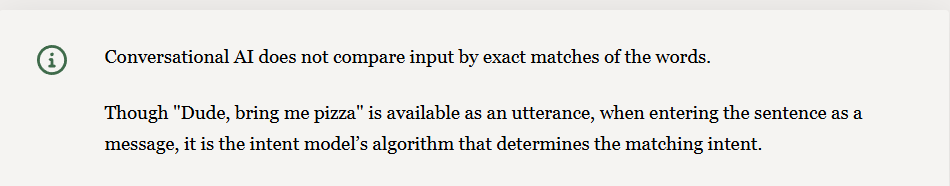 Conversational AI does not compare input by exact matches of the words.
Though "Dude, bring me pizza" is available as an utterance, when entering the sentence as a
message, it is the intent model’s algorithm that determines the matching intent.